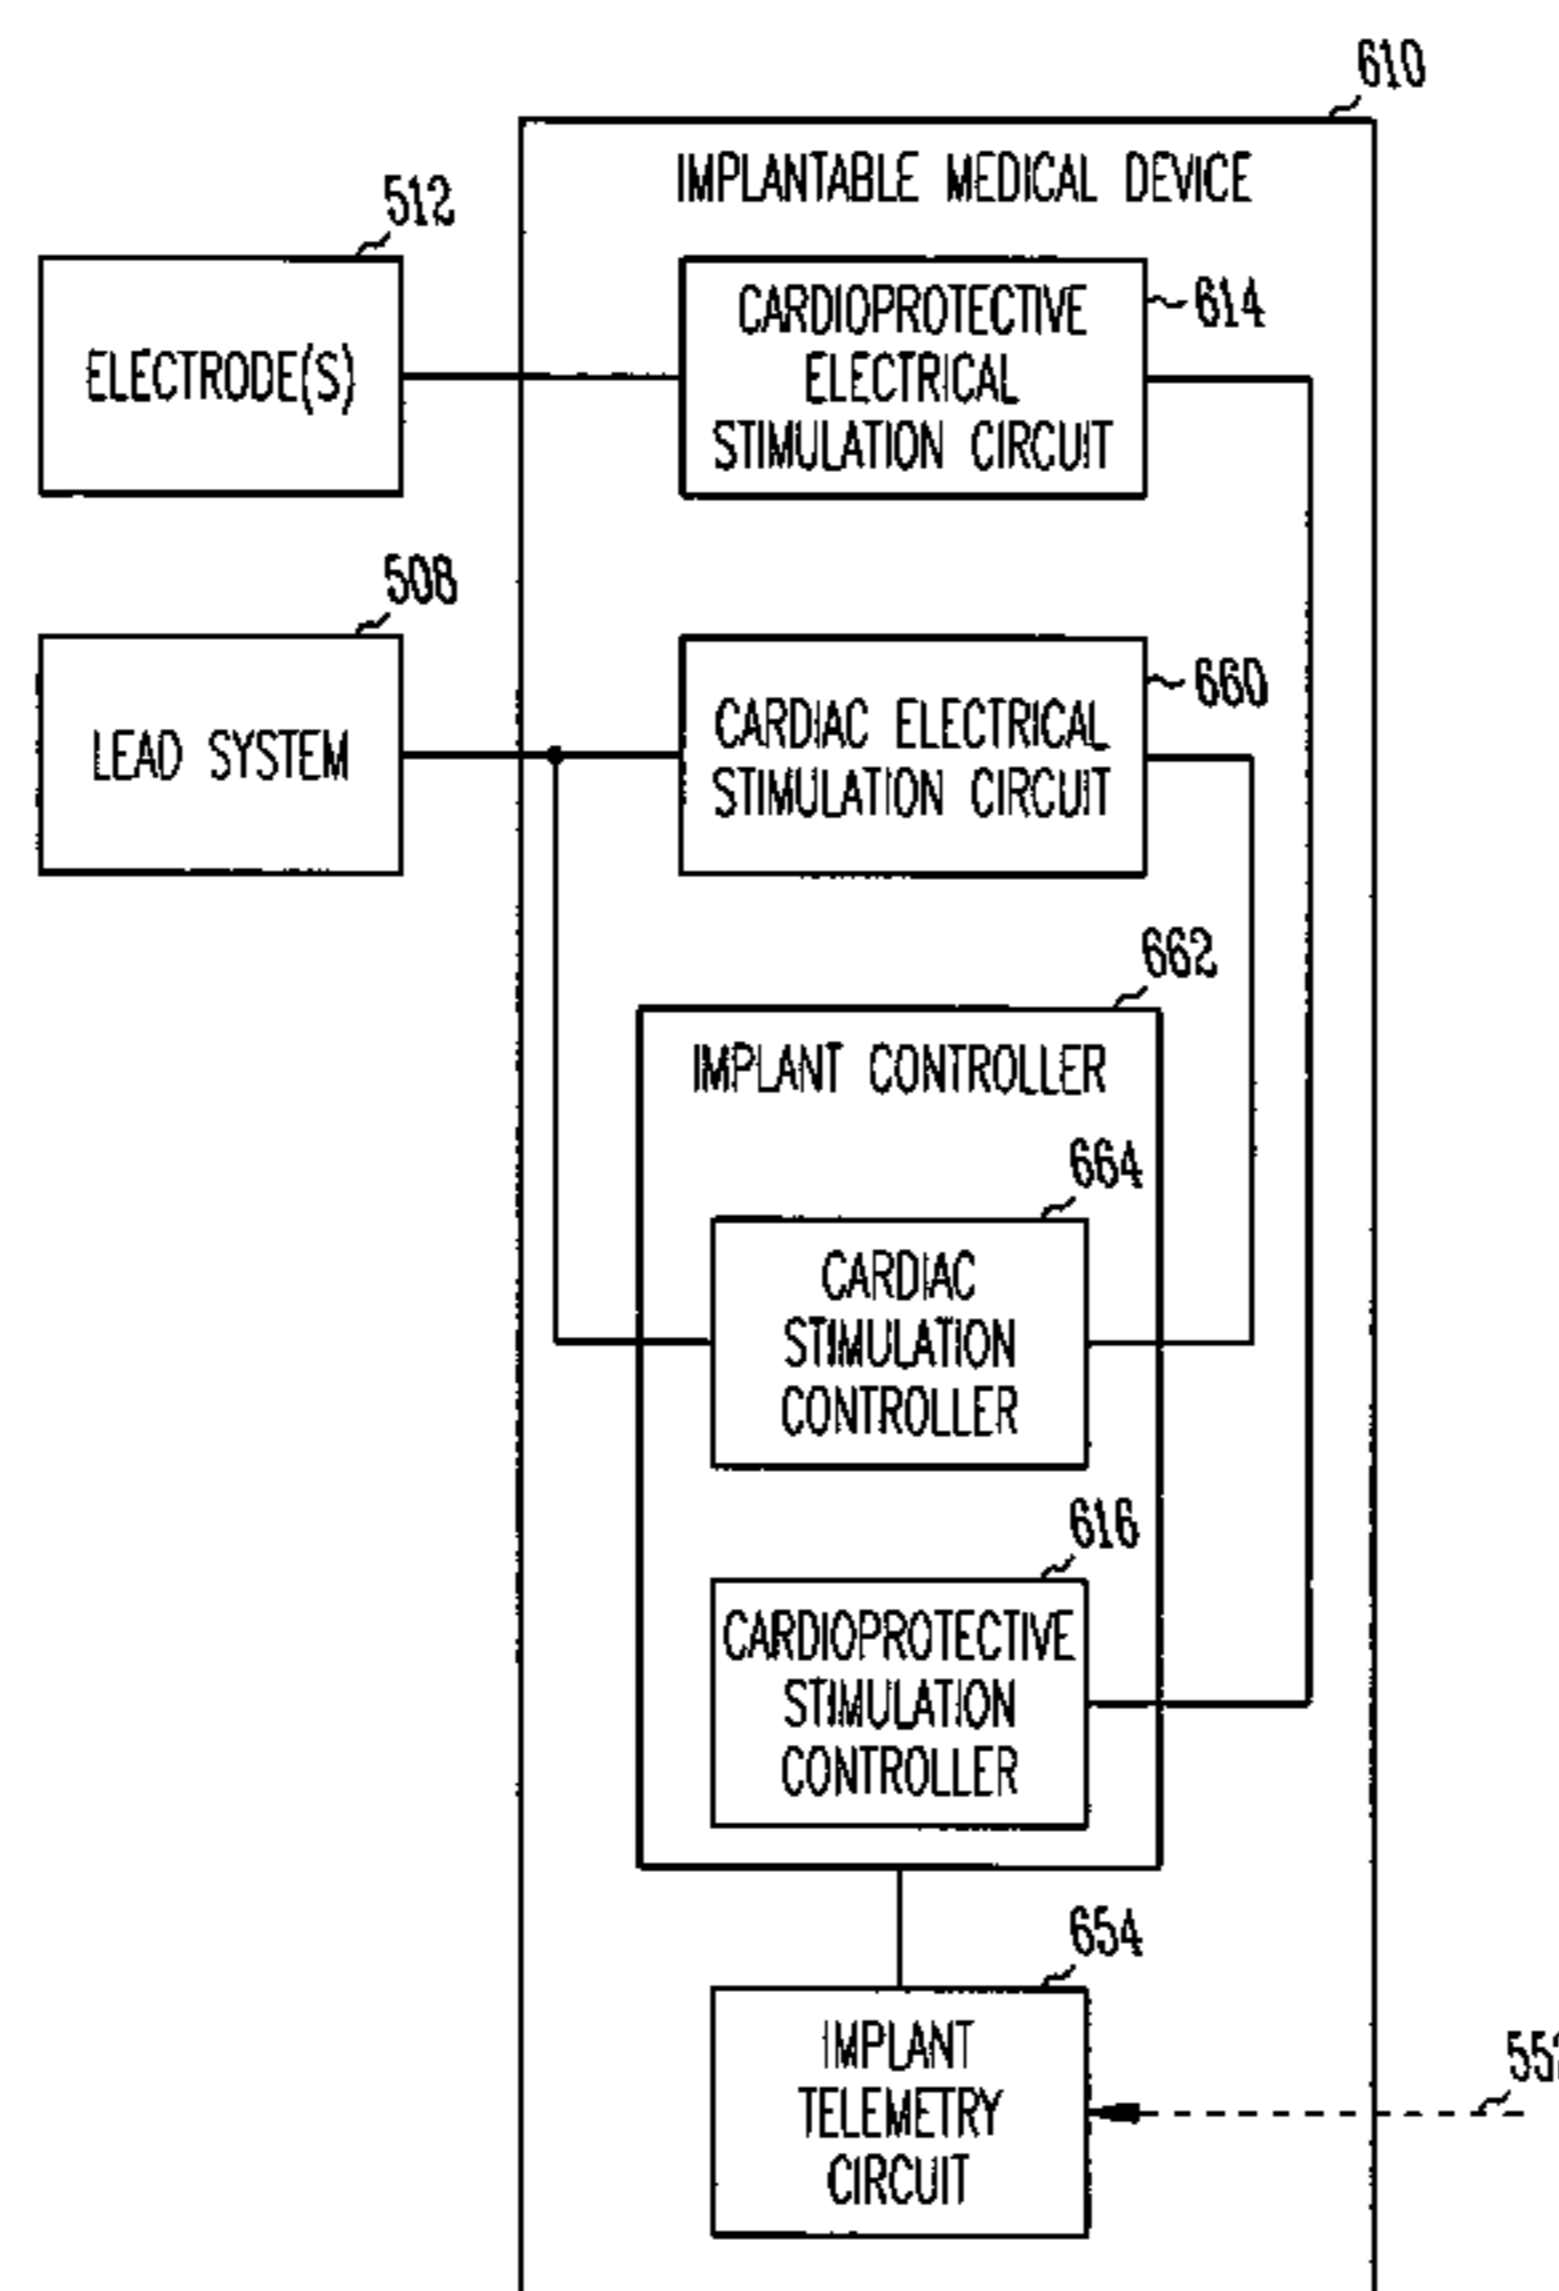 610
IMPLANTABLE MEDICAL DEVICE
512
ELECTRODE(S)
CARDIOPROTECTIVE
ELECTRICAL
STIMULATION CIRCUIT
614
508
LEAD SYSTEM
CARDIAC ELECTRICAL
STIMULATION CIRCUIT
660
662
IMPLANT CONTROLLER
664
CARDIAC
STIMULATION
CONTROLLER
616
CARDIOPROTECTIVE
STIMULATION
CONTROLLER
654
IMPLANT
TELEMETRY
CIRCUIT